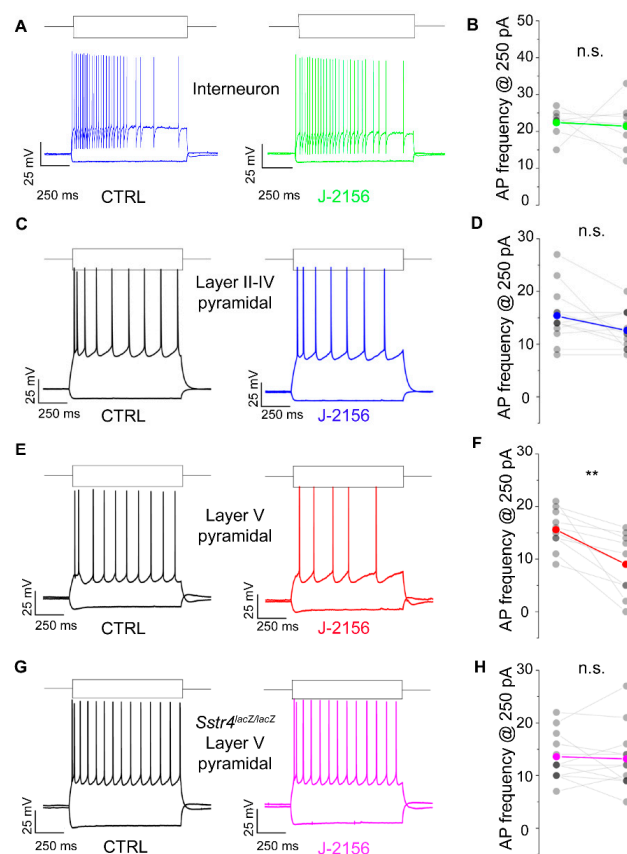 A
Interneuron
25 mV
250 ms
CTRL
25 mV
250 ms
J-2156
B
n.s.
AP frequency @ 250 pA
50
40
30
20
10
0
C
Layer II-IV
pyramidal
25 mV
250 ms
CTRL
25 mV
250 ms
J-2156
D
n.s.
AP frequency @ 250 pA
30
20
10
0
E
Layer V
pyramidal
25 mV
250 ms
CTRL
25 mV
250 ms
J-2156
F
**
AP frequency @ 250 pA
30
20
10
0
G
Sstr4lacZ/lacZ
Layer V
pyramidal
25 mV
250 ms
CTRL
25 mV
250 ms
J-2156
H
n.s.
AP frequency @ 250 pA
30
20
10
0